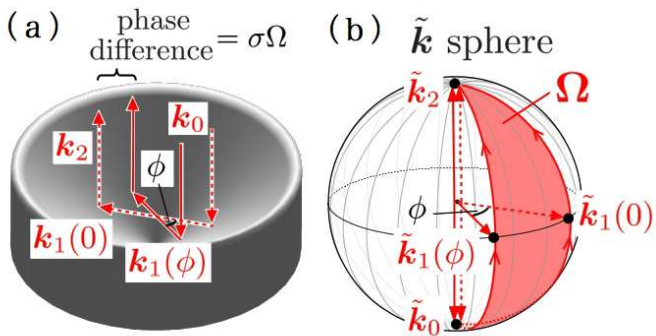 (a)
phase
difference = σΩ
k₂
k₀
ϕ
k₁(0)
k₁(ϕ)
(b)
k̃ sphere
k̃₂
Ω
ϕ
k̃₁(0)
k̃₁(ϕ)
k̃₀